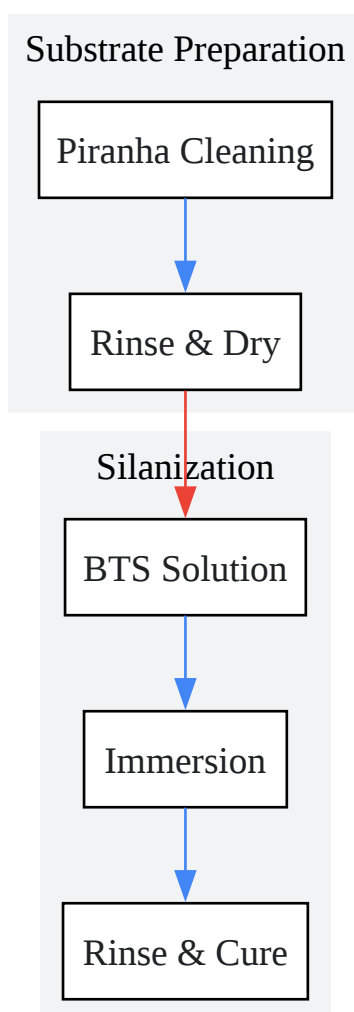 Substrate Preparation
Piranha Cleaning
Rinse & Dry
Silanization
BTS Solution
Immersion
Rinse & Cure